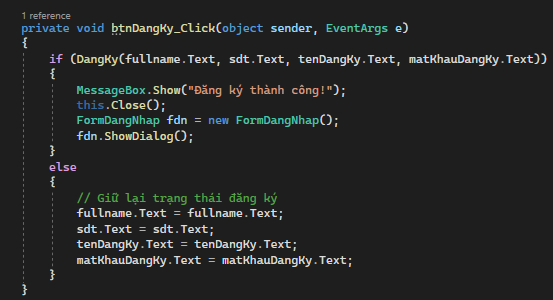 1 reference
private void btnDangKy_Click(object sender, EventArgs e)
{
if (DangKy(fullname.Text, sdt.Text, tenDangKy.Text, matKhauDangKy.Text))
{
MessageBox.Show("Đăng ký thành công!");
this.Close();
FormDangNhap fdn = new FormDangNhap();
fdn.ShowDialog();
}
else
{
// Giữ lại trạng thái đăng ký
fullname.Text = fullname.Text;
sdt.Text = sdt.Text;
tenDangKy.Text = tenDangKy.Text;
matKhauDangKy.Text = matKhauDangKy.Text;
}
}